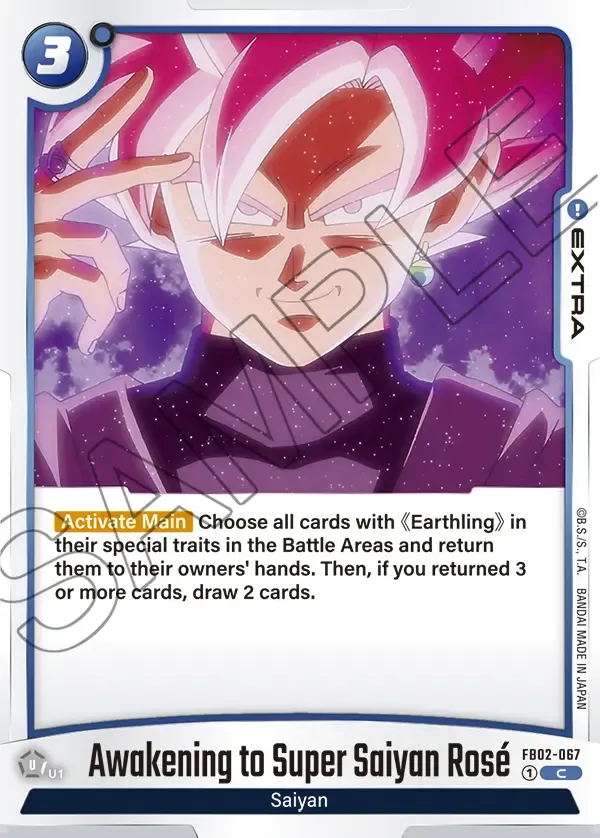 3
EXTRA
SAMPLE
Activate Main Choose all cards with 《Earthling》 in
their special traits in the Battle Areas and return
them to their owners' hands. Then, if you returned 3
or more cards, draw 2 cards.
©B.S./S., T.A. BANDAI MADE IN JAPAN
U/U1
Awakening to Super Saiyan Rosé
FB02-067
1 C
Saiyan